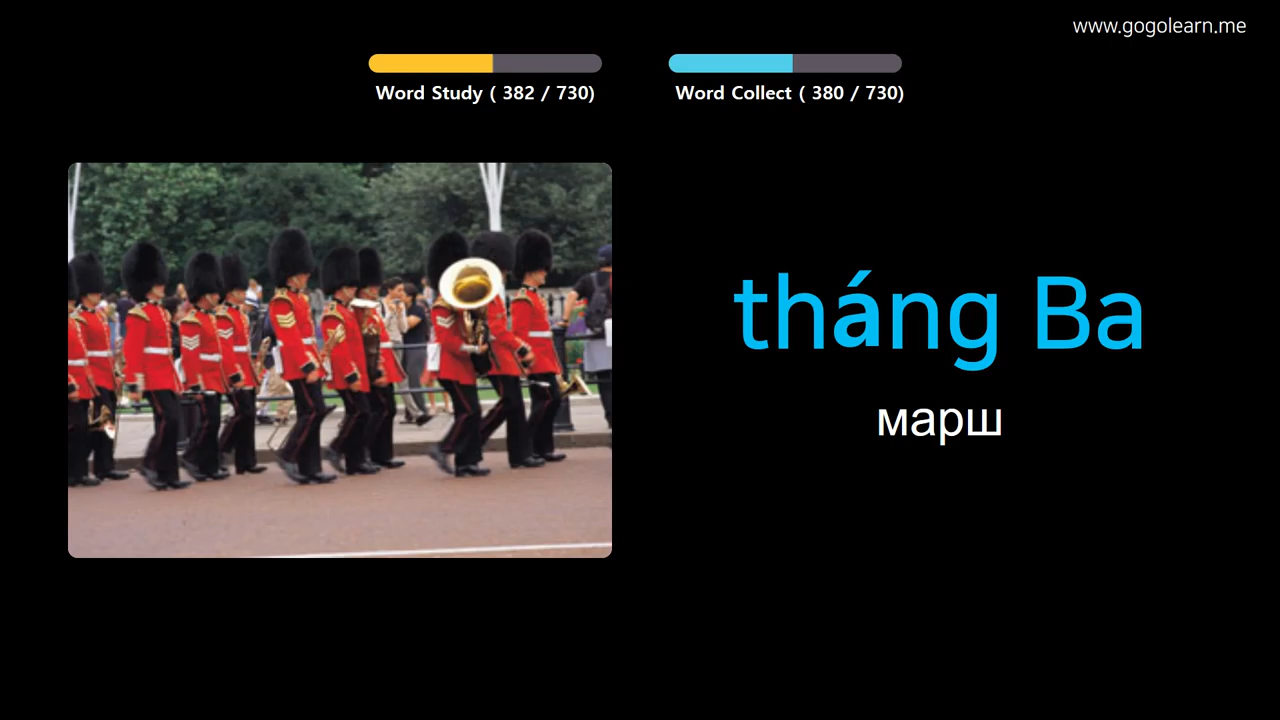 www.gogolearn.me
Word Study ( 382 / 730)
Word Collect ( 380 / 730)
tháng Ba
марш